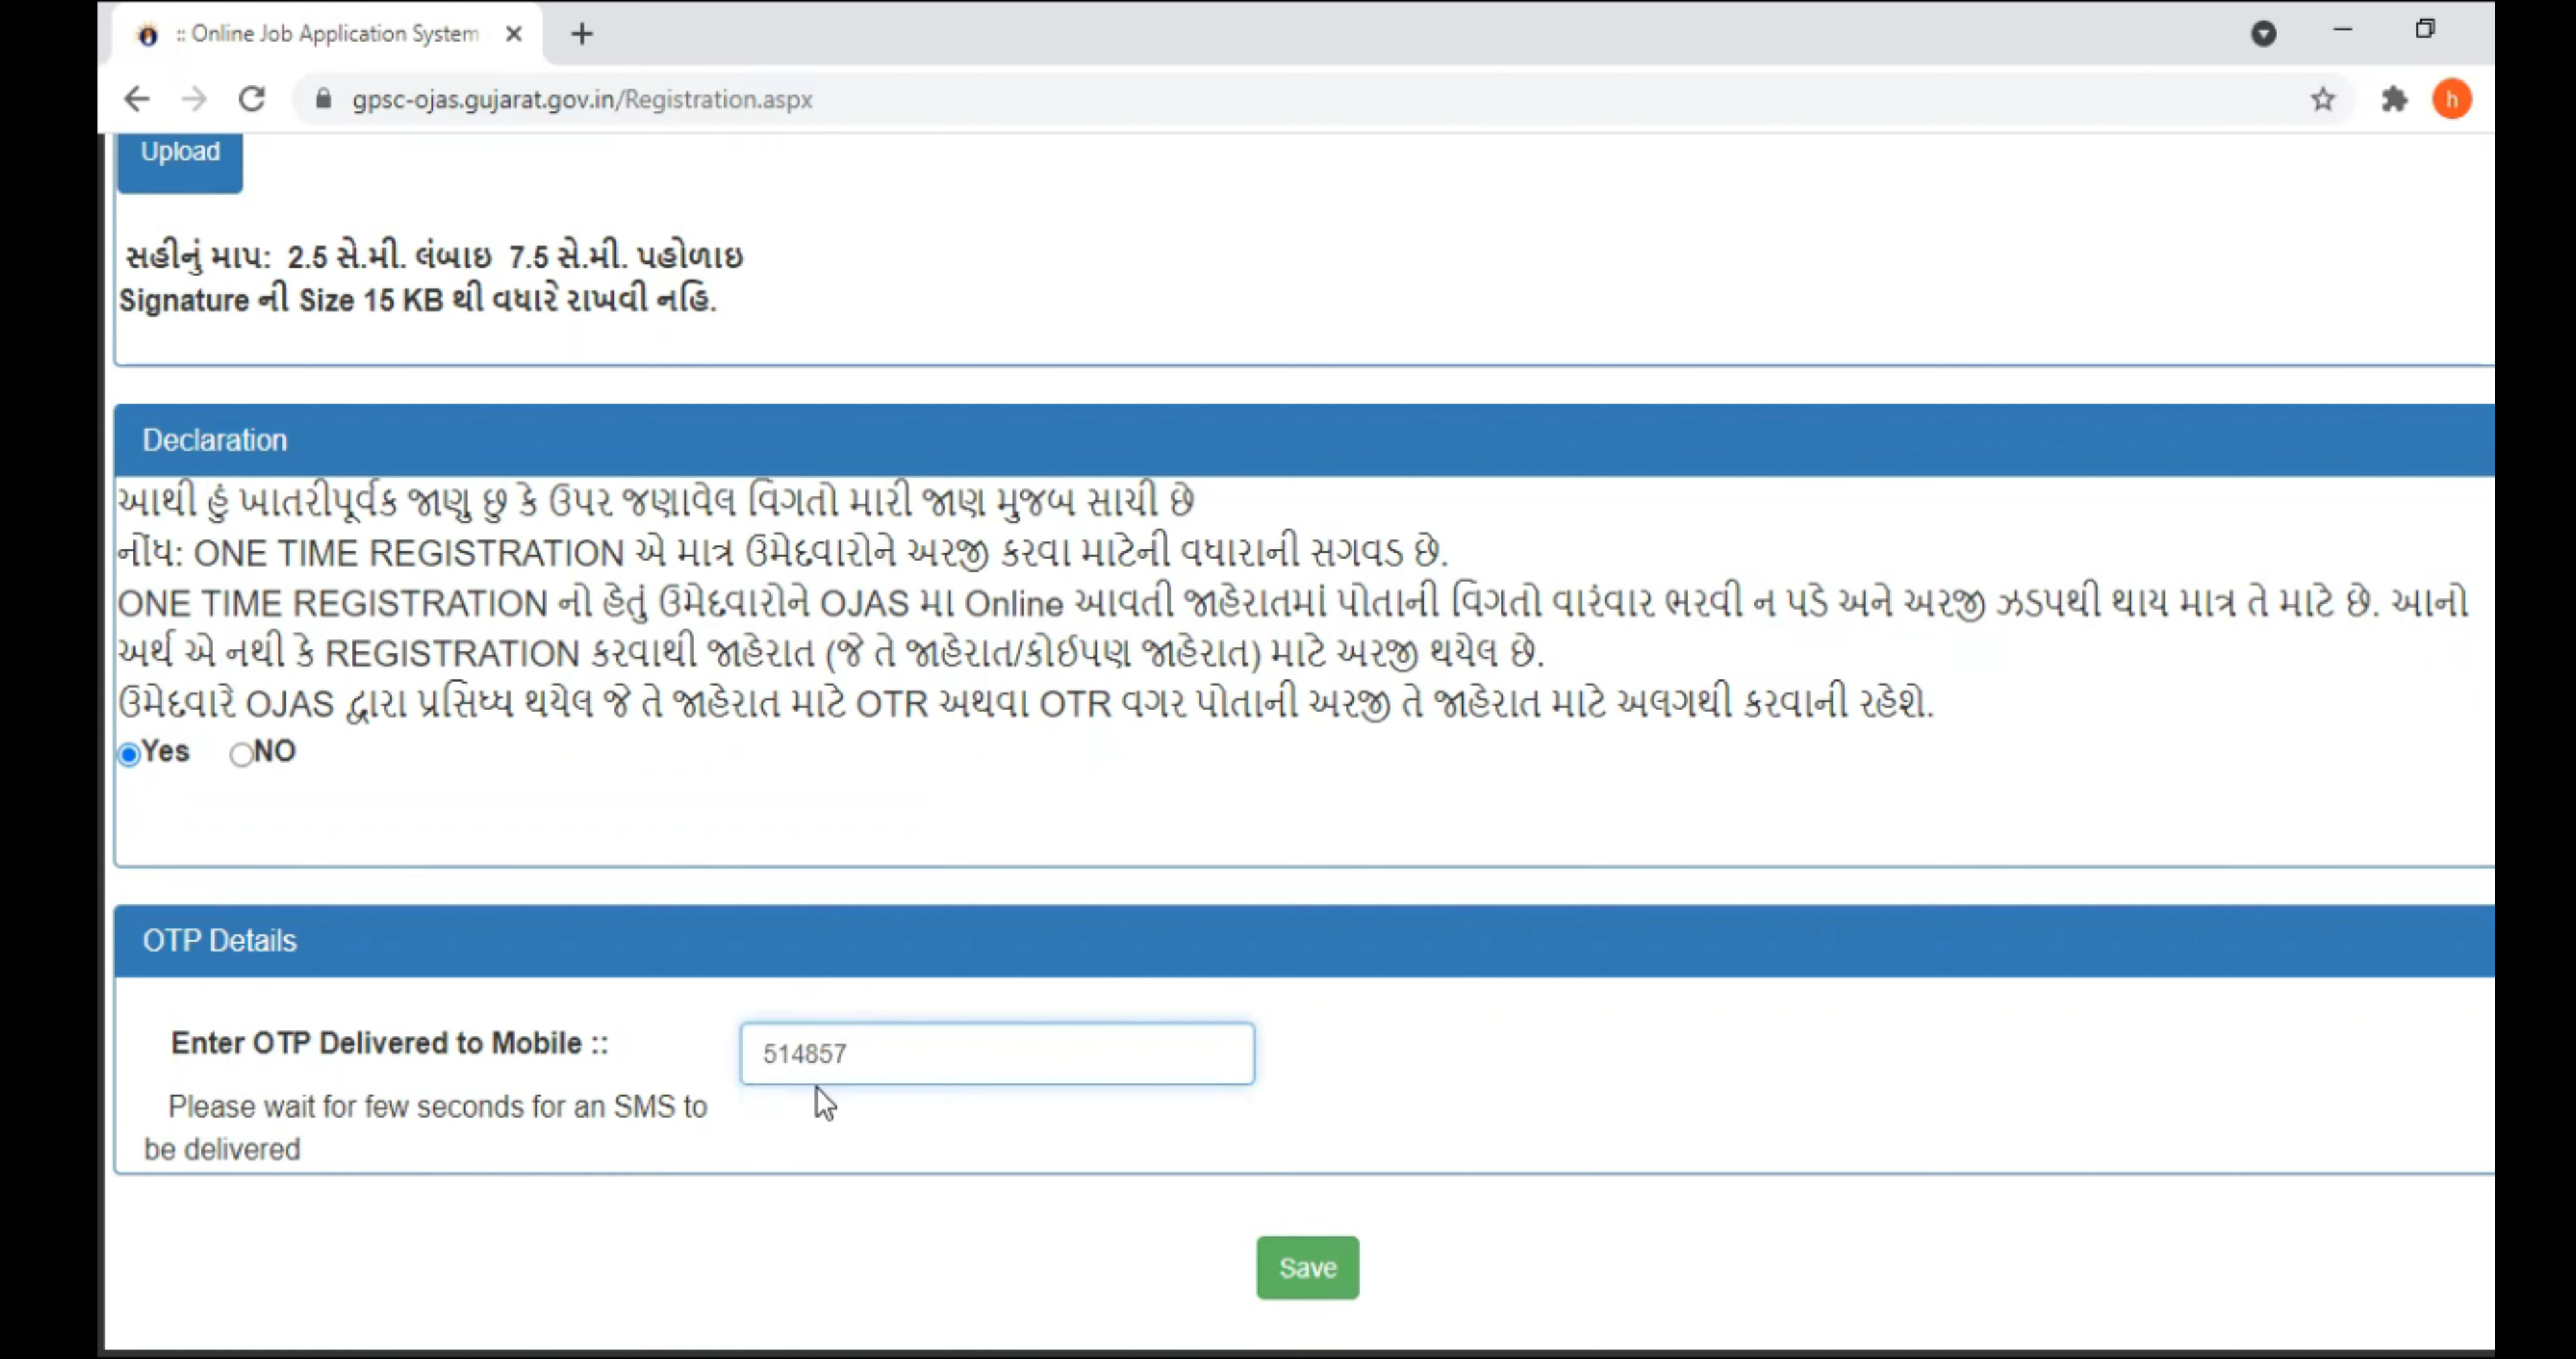 :: Online Job Application System
gpsc-ojas.gujarat.gov.in/Registration.aspx
h
Upload
સહીનું માપ: 2.5 સે.મી. લંબાઇ 7.5 સે.મી. પહોળાઇ
Signature ની Size 15 KB થી વધારે રાખવી નહિ.
Declaration
આથી હું ખાતરીપૂર્વક જાણુ છુ કે ઉપર જણાવેલ વિગતો મારી જાણ મુજબ સાચી છે
નોંધ: ONE TIME REGISTRATION એ માત્ર ઉમેદવારોને અરજી કરવા માટેની વધારાની સગવડ છે.
ONE TIME REGISTRATION નો હેતું ઉમેદવારોને OJAS મા Online આવતી જાહેરાતમાં પોતાની વિગતો વારંવાર ભરવી ન પડે અને અરજી ઝડપથી થાય માત્ર તે માટે છે. આનો
અર્થ એ નથી કે REGISTRATION કરવાથી જાહેરાત (જે તે જાહેરાત/કોઈપણ જાહેરાત) માટે અરજી થયેલ છે.
ઉમેદવારે OJAS દ્વારા પ્રસિધ્ધ થયેલ જે તે જાહેરાત માટે OTR અથવા OTR વગર પોતાની અરજી તે જાહેરાત માટે અલગથી કરવાની રહેશે.
Yes NO
OTP Details
Enter OTP Delivered to Mobile :: 514857
Please wait for few seconds for an SMS to
be delivered
Save